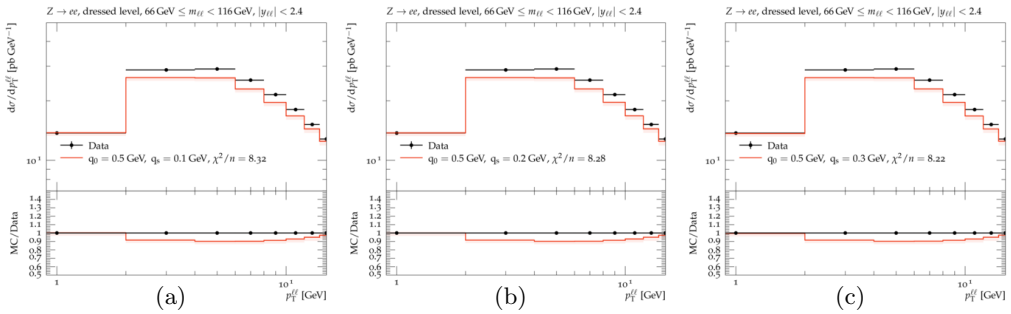 Z → ee, dressed level, 66 GeV ≤ mℓℓ < 116 GeV, |yℓℓ| < 2.4
dσ/dpTℓℓ [pb GeV⁻¹]
10¹
Data
q₀ = 0.5 GeV, qₛ = 0.1 GeV, χ²/n = 8.32
MC/Data
1.4
1.3
1.2
1.1
1
0.9
0.8
0.7
0.6
0.5
1
10¹
pTℓℓ [GeV]
(a)
Z → ee, dressed level, 66 GeV ≤ mℓℓ < 116 GeV, |yℓℓ| < 2.4
dσ/dpTℓℓ [pb GeV⁻¹]
10¹
Data
q₀ = 0.5 GeV, qₛ = 0.2 GeV, χ²/n = 8.28
MC/Data
1.4
1.3
1.2
1.1
1
0.9
0.8
0.7
0.6
0.5
1
10¹
pTℓℓ [GeV]
(b)
Z → ee, dressed level, 66 GeV ≤ mℓℓ < 116 GeV, |yℓℓ| < 2.4
dσ/dpTℓℓ [pb GeV⁻¹]
10¹
Data
q₀ = 0.5 GeV, qₛ = 0.3 GeV, χ²/n = 8.22
MC/Data
1.4
1.3
1.2
1.1
1
0.9
0.8
0.7
0.6
0.5
1
10¹
pTℓℓ [GeV]
(c)